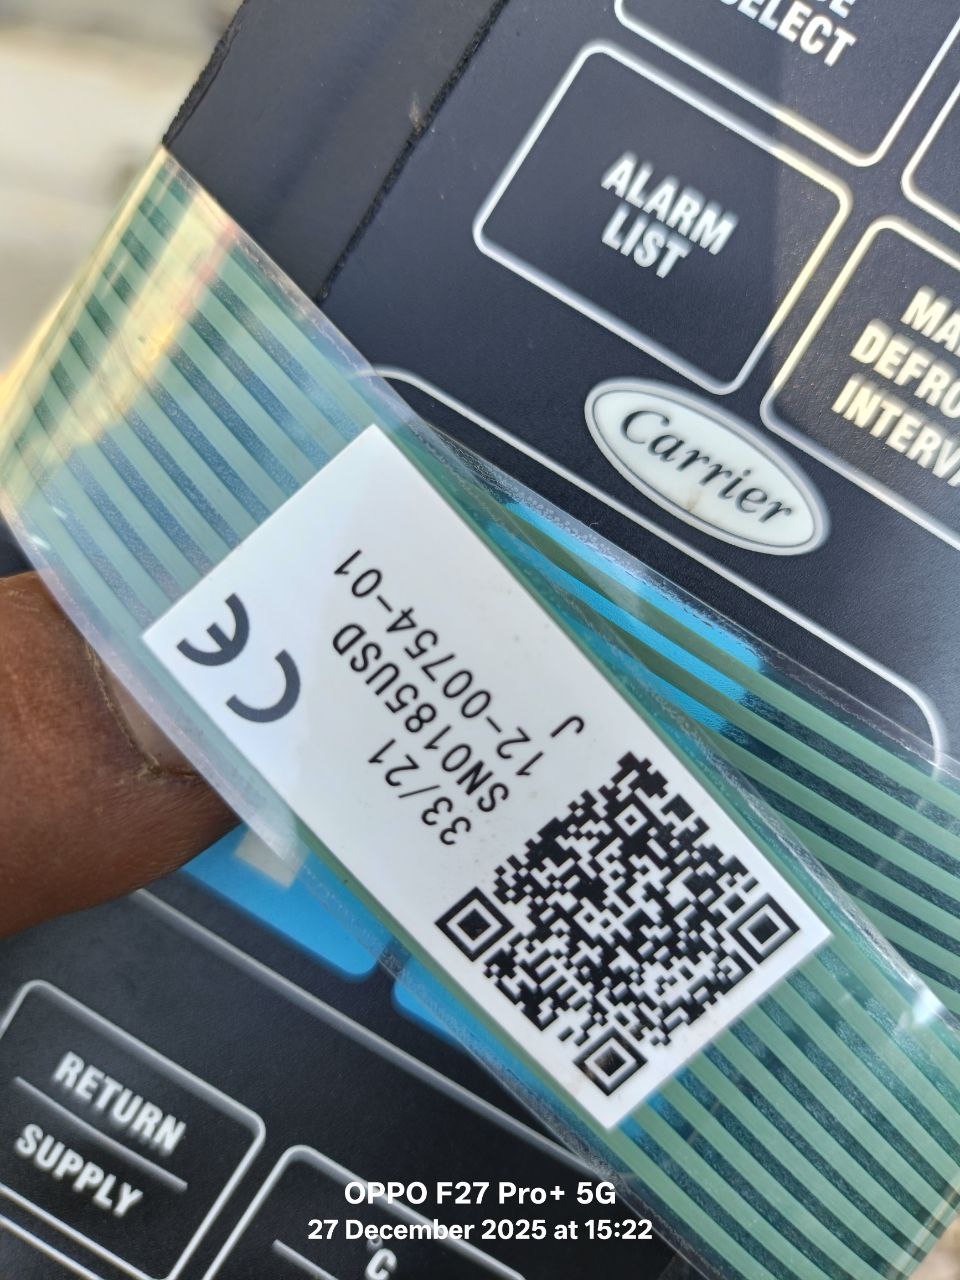 SELECT
ALARM
LIST
MA
DEFRO
INTERV
Carrier
33/21
SN0185USD
12-00754-01
J
CE
RETURN
SUPPLY
°C
OPPO F27 Pro+ 5G
27 December 2025 at 15:22